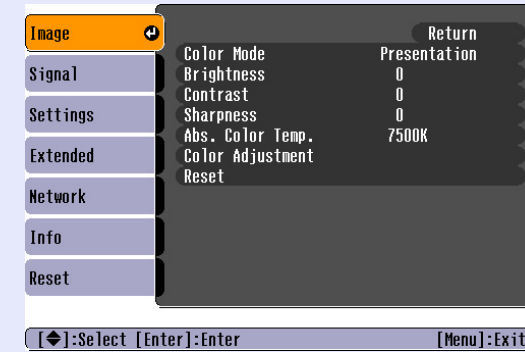 Image
Signal
Settings
Extended
Network
Info
Reset
Return
Color Mode Presentation
Brightness 0
Contrast 0
Sharpness 0
Abs. Color Temp. 7500K
Color Adjustment
Reset
[◆]:Select [Enter]:Enter [Menu]:Exit